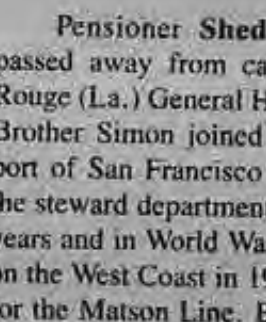 Pensioner Shed
passed away from ca
Rouge (La.) General H
Brother Simon joined
port of San Francisco
the steward departmen
years and in World Wa
on the West Coast in 19
for the Matson Line. B